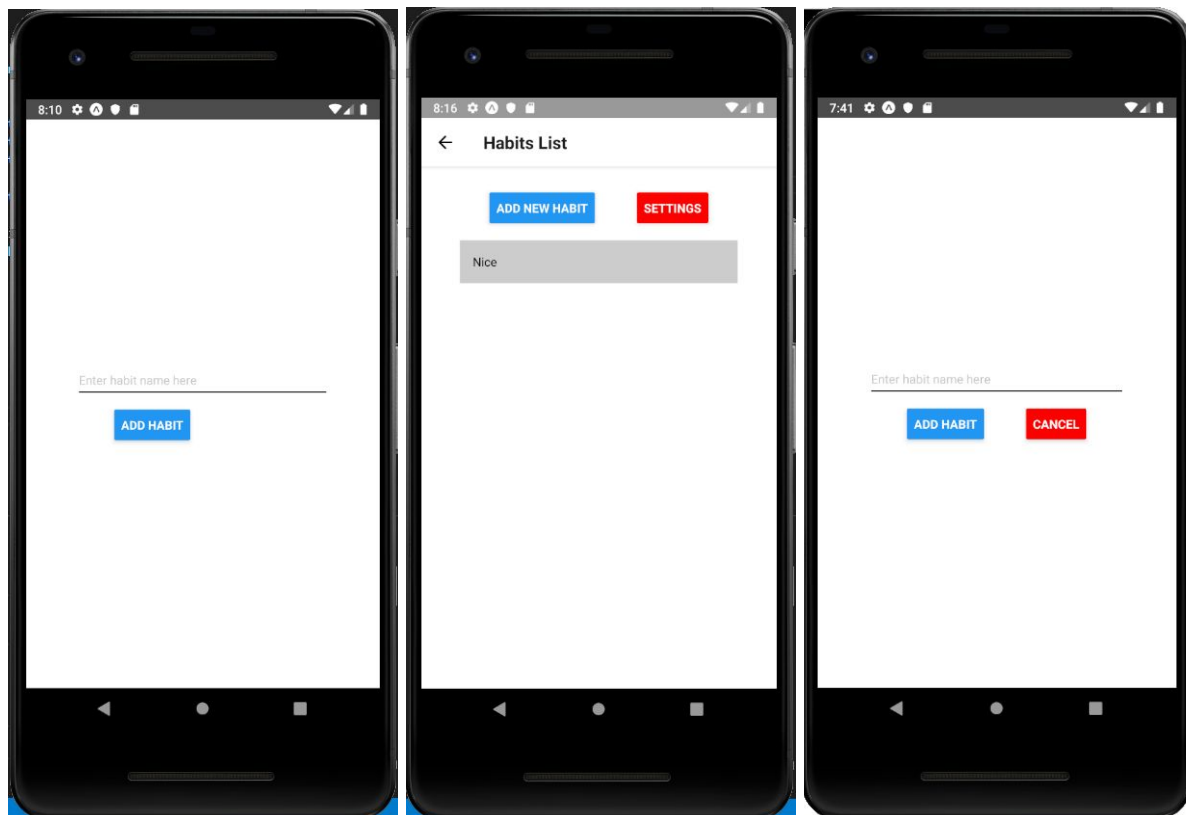 8:10
Enter habit name here
ADD HABIT
8:16
Habits List
ADD NEW HABIT SETTINGS
Nice
7:41
Enter habit name here
ADD HABIT CANCEL